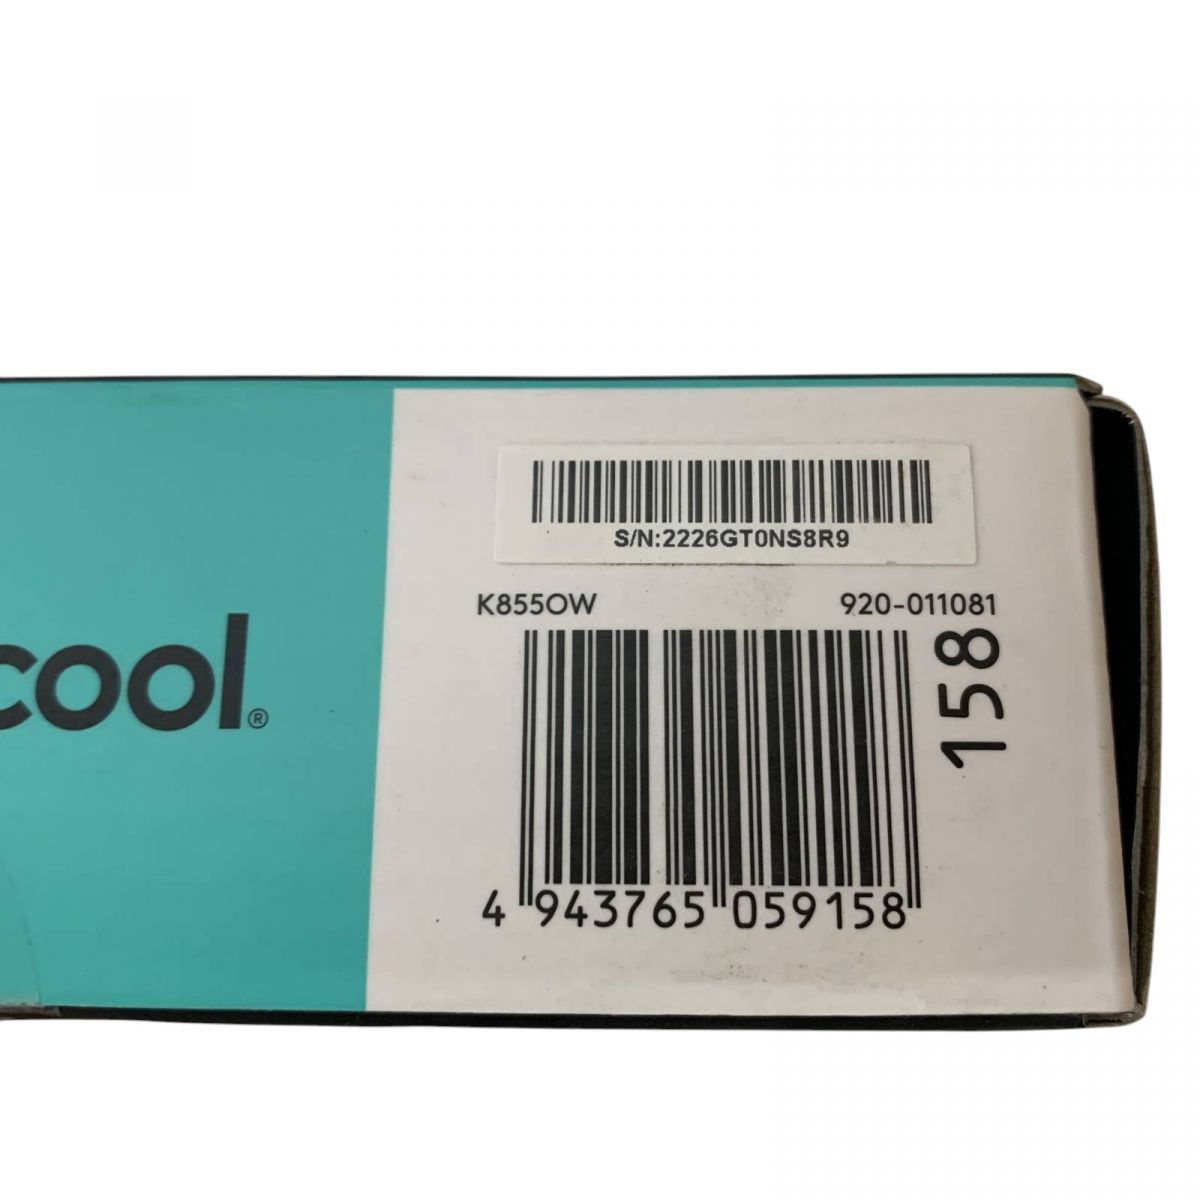 cool®
S/N:2226GT0NS8R9
K855OW 920-011081
158
4 943765 059158